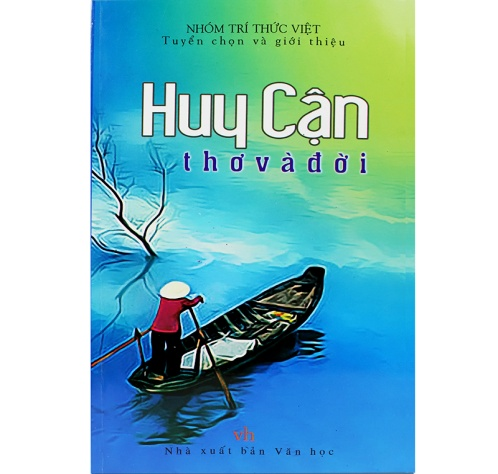 NHÓM TRÍ THỨC VIỆT
Tuyển chọn và giới thiệu
Huy Cận
thơ và đời
vh
Nhà xuất bản Văn học